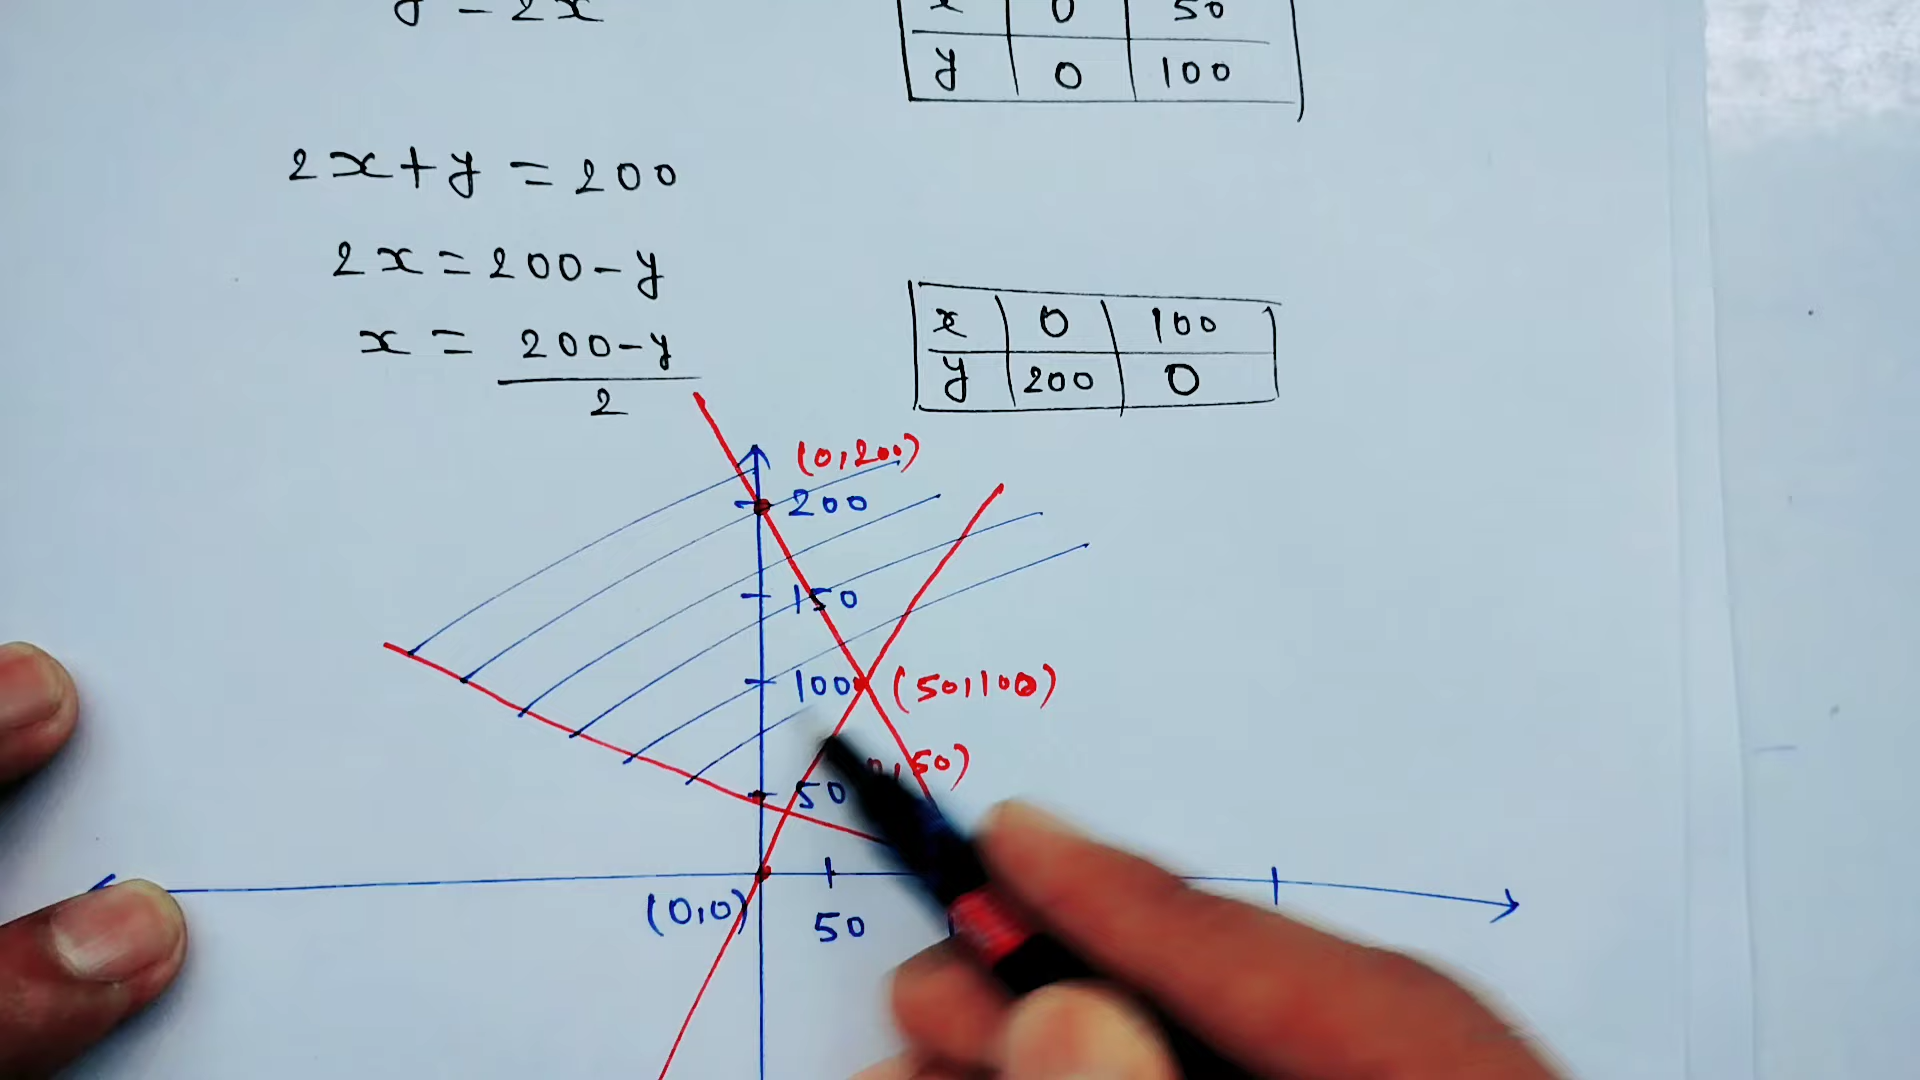 y = 2x
x 0 50
y 0 100
2x+y = 200
2x = 200-y
x = 200-y
2
x 0 100
y 200 0
(0,200)
200
150
100 (50,100)
,50)
50
(0,0)
50